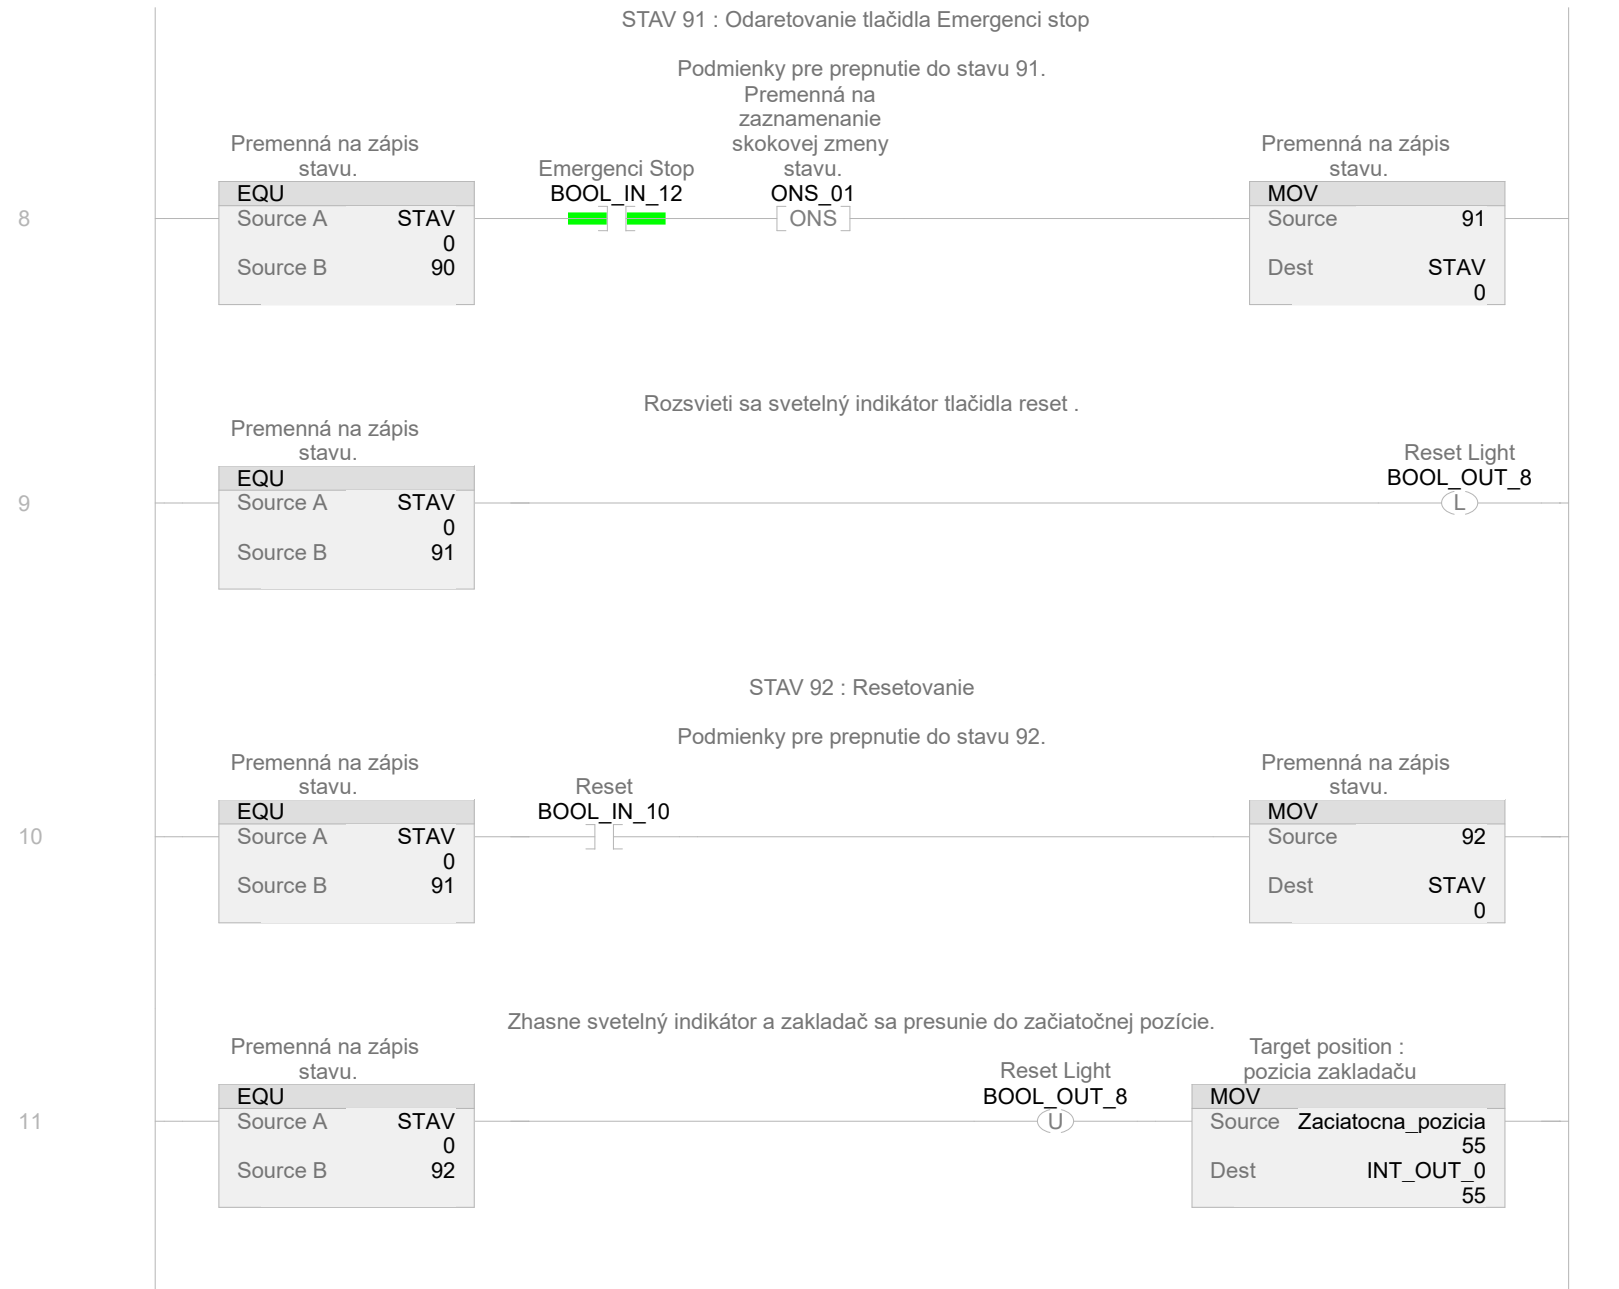 STAV 91 : Odaretovanie tlačidla Emergenci stop
Podmienky pre prepnutie do stavu 91.
Premenná na
zaznamenanie
skokovej zmeny
stavu.
ONS_01
ONS
Premenná na zápis
stavu.
EQU
Source A STAV
0
Source B 90
Emergenci Stop
BOOL_IN_12
Premenná na zápis
stavu.
MOV
Source 91
Dest STAV
0
8
Rozsvieti sa svetelný indikátor tlačidla reset .
Premenná na zápis
stavu.
EQU
Source A STAV
0
Source B 91
Reset Light
BOOL_OUT_8
L
9
STAV 92 : Resetovanie
Podmienky pre prepnutie do stavu 92.
Premenná na zápis
stavu.
EQU
Source A STAV
0
Source B 91
Reset
BOOL_IN_10
Premenná na zápis
stavu.
MOV
Source 92
Dest STAV
0
10
Zhasne svetelný indikátor a zakladač sa presunie do začiatočnej pozície.
Premenná na zápis
stavu.
EQU
Source A STAV
0
Source B 92
Reset Light
BOOL_OUT_8
U
Target position :
pozicia zakladaču
MOV
Source Zaciatocna_pozicia
55
Dest INT_OUT_0
55
11